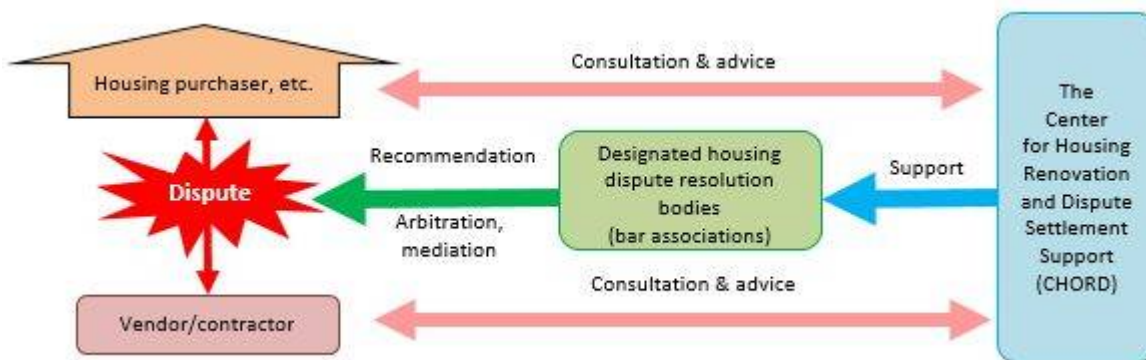 Housing purchaser, etc.
Consultation & advice
Dispute
Recommendation
Arbitration,
mediation
Designated housing
dispute resolution
bodies
(bar associations)
Support
Vendor/contractor
Consultation & advice
The
Center
for Housing
Renovation
and Dispute
Settlement
Support
(CHORD)